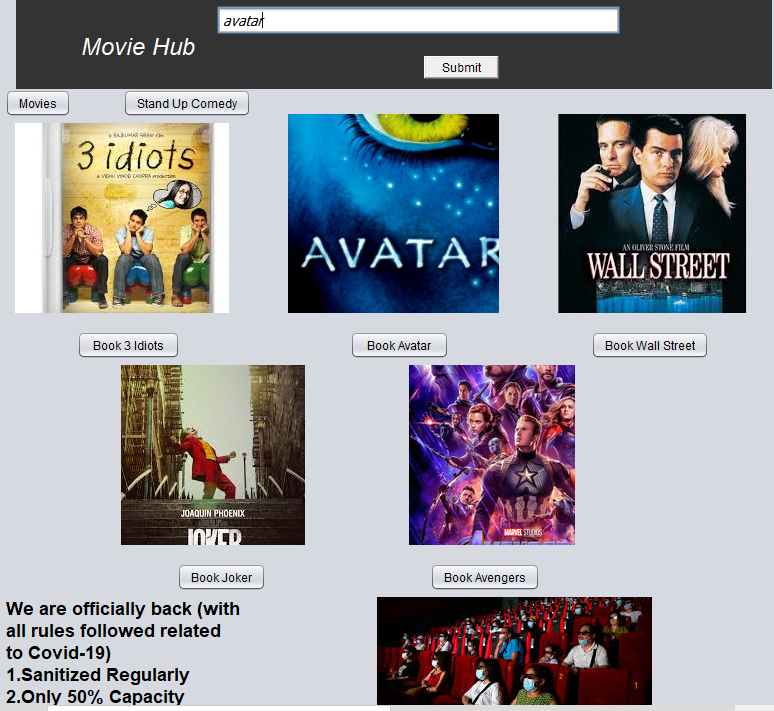 avatar
Movie Hub
Submit
Movies
Stand Up Comedy
a RAJKUMAR HIRANI film
3 idiots
a VIDHU VINOD CHOPRA production
AVATAR
AN OLIVER STONE FILM
WALL STREET
Book 3 Idiots
Book Avatar
Book Wall Street
JOAQUIN PHOENIX
JOKER
MARVEL STUDIOS
Book Joker
Book Avengers
We are officially back (with
all rules followed related
to Covid-19)
1.Sanitized Regularly
2.Only 50% Capacity